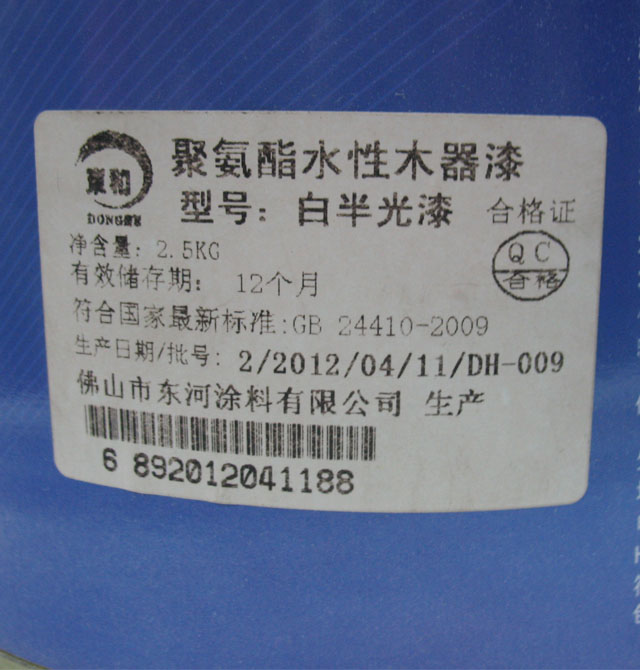 聚氨酯水性木器漆
東和
型号：白半光漆 合格证
净含量：2.5KG
QC
合格
有效储存期：12个月
符合国家最新标准:GB 24410-2009
生产日期/批号：2/2012/04/11/DH-009
佛山市东河涂料有限公司 生产
6 892012041188